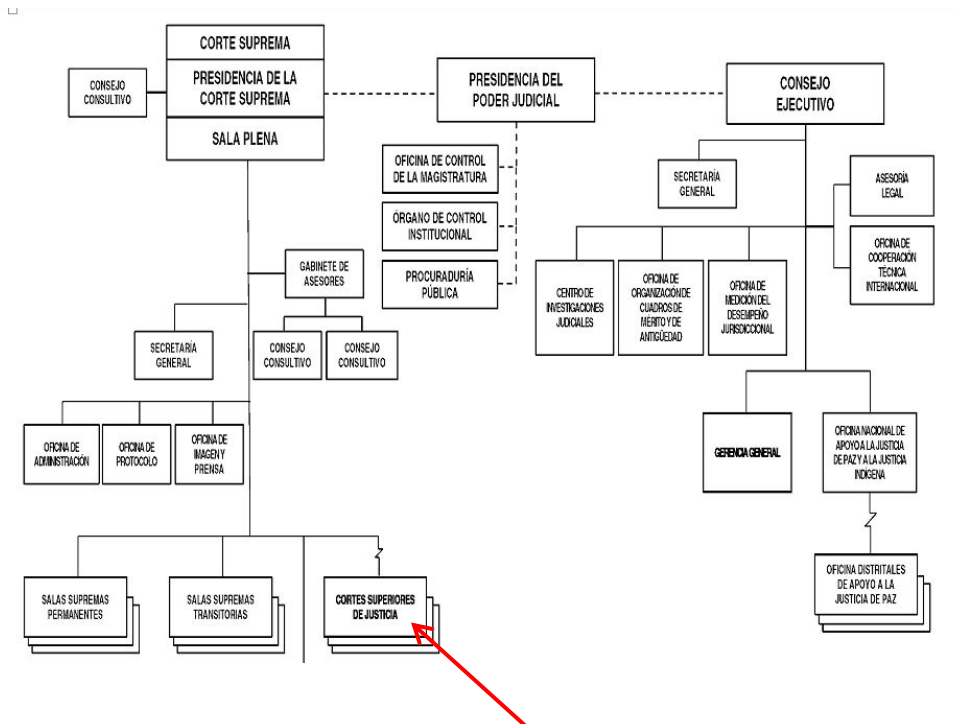 CORTE SUPREMA
PRESIDENCIA DE LA
CORTE SUPREMA
SALA PLENA
CONSEJO
CONSULTIVO
PRESIDENCIA DEL
PODER JUDICIAL
CONSEJO
EJECUTIVO
OFICINA DE CONTROL
DE LA MAGISTRATURA
ÓRGANO DE CONTROL
INSTITUCIONAL
PROCURADURÍA
PÚBLICA
SECRETARÍA
GENERAL
ASESORÍA
LEGAL
OFICINA DE
COOPERACIÓN
TÉCNICA
INTERNACIONAL
GABINETE DE
ASESORES
CENTRO DE
INVESTIGACIONES
JUDICIALES
OFICINA DE
ORGANIZACIÓN DE
CUADROS DE
MÉRITO Y DE
ANTIGÜEDAD
OFICINA DE
MEDICIÓN DEL
DESEMPEÑO
JURISDICCIONAL
SECRETARÍA
GENERAL
CONSEJO
CONSULTIVO
CONSEJO
CONSULTIVO
OFICINA DE
ADMINISTRACIÓN
OFICINA DE
PROTOCOLO
OFICINA DE
IMAGEN Y
PRENSA
GERENCIA GENERAL
OFICINA NACIONAL DE
APOYO A LA JUSTICIA
DE PAZ Y A LA JUSTICIA
INDÍGENA
SALAS SUPREMAS
PERMANENTES
SALAS SUPREMAS
TRANSITORIAS
CORTES SUPERIORES
DE JUSTICIA
OFICINA DISTRITALES
DE APOYO A LA
JUSTICIA DE PAZ